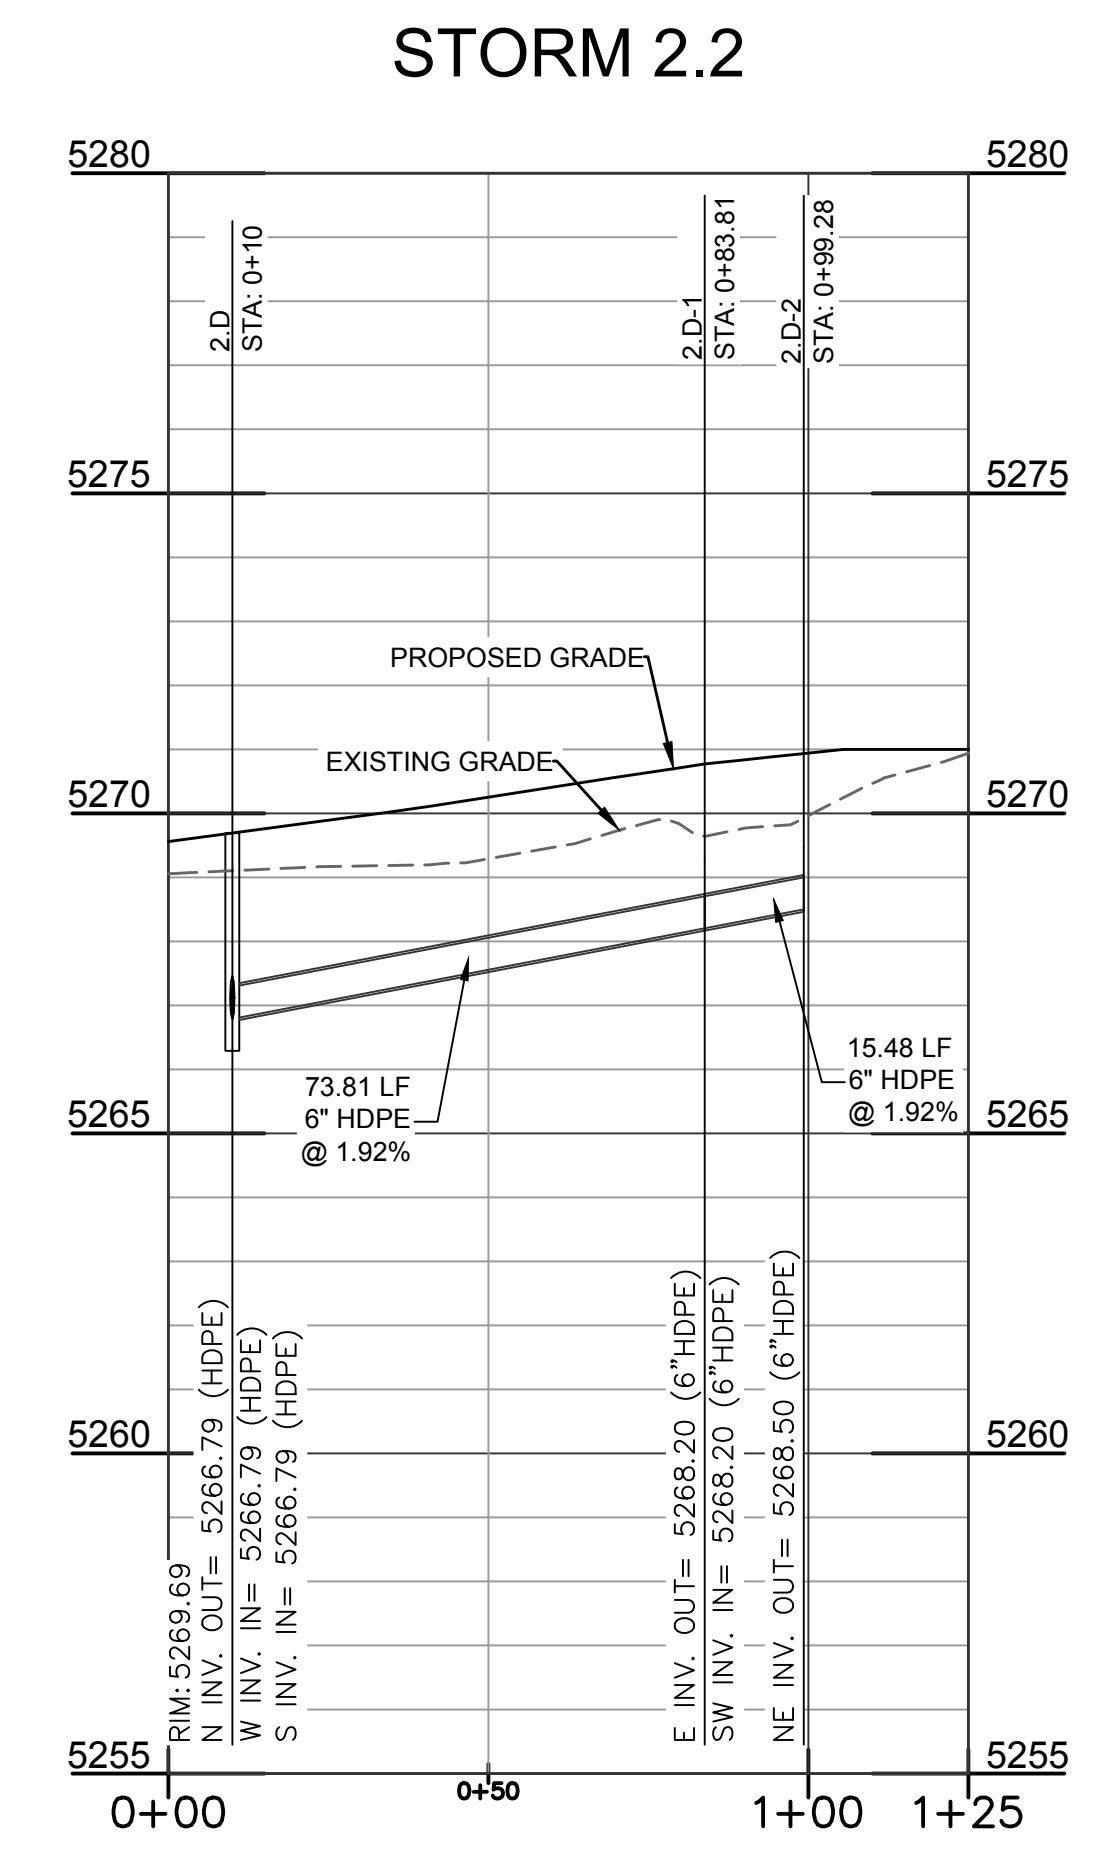 STORM 2.2
5280
5280
2.D
STA: 0+10
2.D-1
STA: 0+83.81
2.D-2
STA: 0+99.28
5275
5275
PROPOSED GRADE
EXISTING GRADE
5270
5270
73.81 LF
6" HDPE
@ 1.92%
15.48 LF
6" HDPE
@ 1.92%
5265
5265
5260
5260
RIM: 5269.69
N INV. OUT= 5266.79 (HDPE)
W INV. IN= 5266.79 (HDPE)
S INV. IN= 5266.79 (HDPE)
E INV. OUT= 5268.20 (6"HDPE)
SW INV. IN= 5268.20 (6"HDPE)
NE INV. OUT= 5268.50 (6"HDPE)
5255
5255
0+00
0+50
1+00
1+25